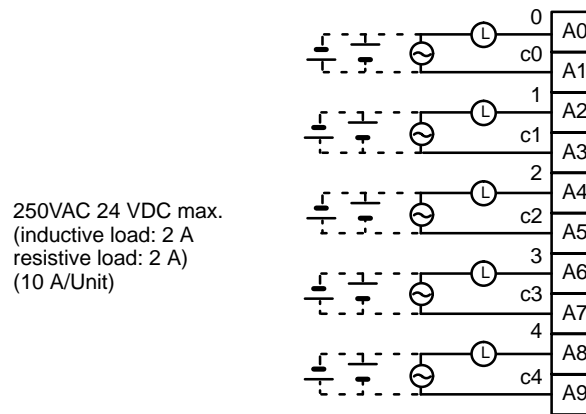 0
L
A0
c0
A1
1
L
A2
c1
A3
2
L
A4
c2
A5
3
L
A6
c3
A7
4
L
A8
c4
A9
250VAC 24 VDC max.
(inductive load: 2 A
resistive load: 2 A)
(10 A/Unit)